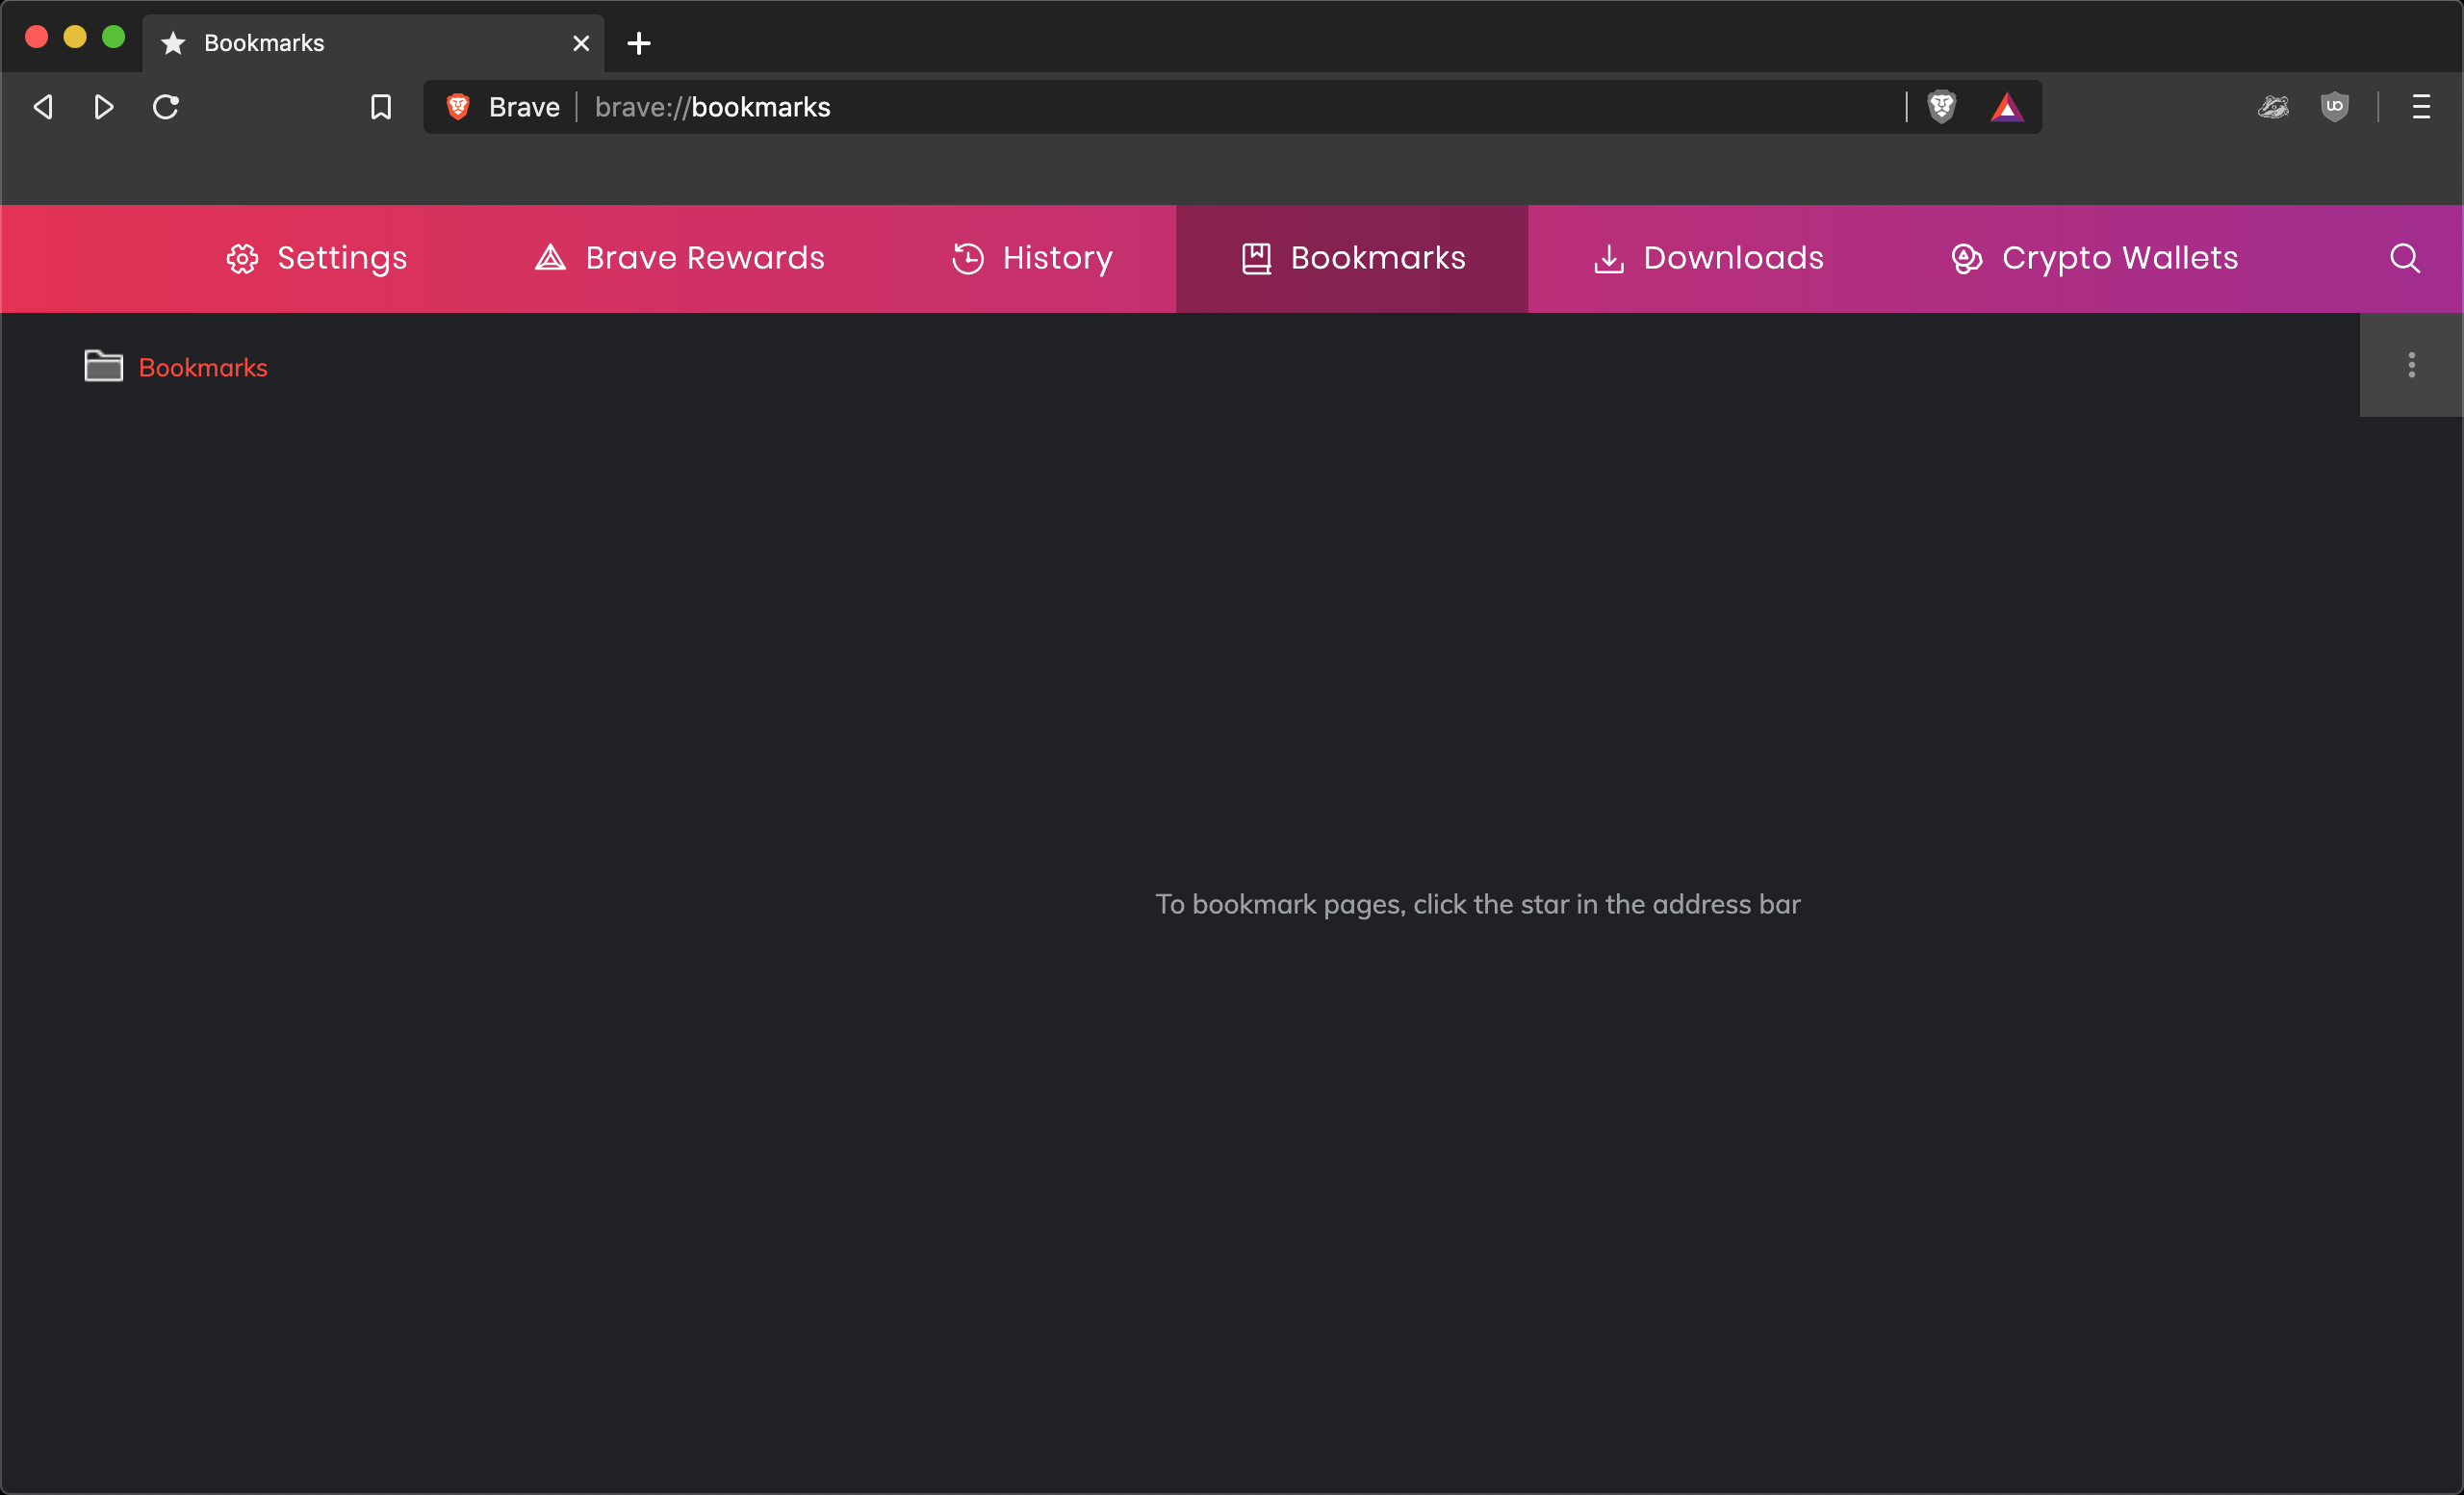 Bookmarks
Brave | brave://bookmarks
uo
Settings Brave Rewards History Bookmarks Downloads Crypto Wallets
Bookmarks
To bookmark pages, click the star in the address bar